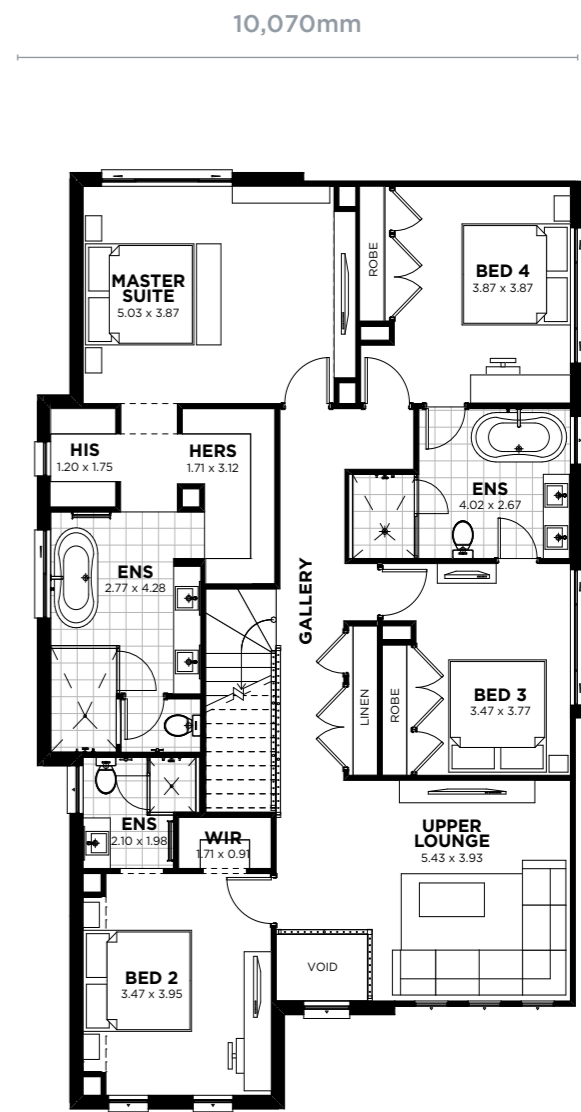 10,070mm
MASTER
SUITE
5.03 x 3.87
ROBE
BED 4
3.87 x 3.87
HIS
1.20 x 1.75
HERS
1.71 x 3.12
ENS
4.02 x 2.67
ENS
2.77 x 4.28
GALLERY
LINEN
ROBE
BED 3
3.47 x 3.77
ENS
2.10 x 1.98
WIR
1.71 x 0.91
UPPER
LOUNGE
5.43 x 3.93
VOID
BED 2
3.47 x 3.95